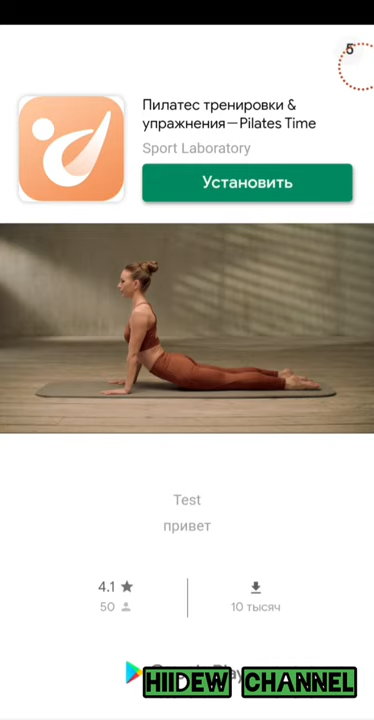 5
Пилатес тренировки &
упражнения—Pilates Time
Sport Laboratory
Установить
Test
привет
4.1
50
10 тысяч
HIIDEW CHANNEL